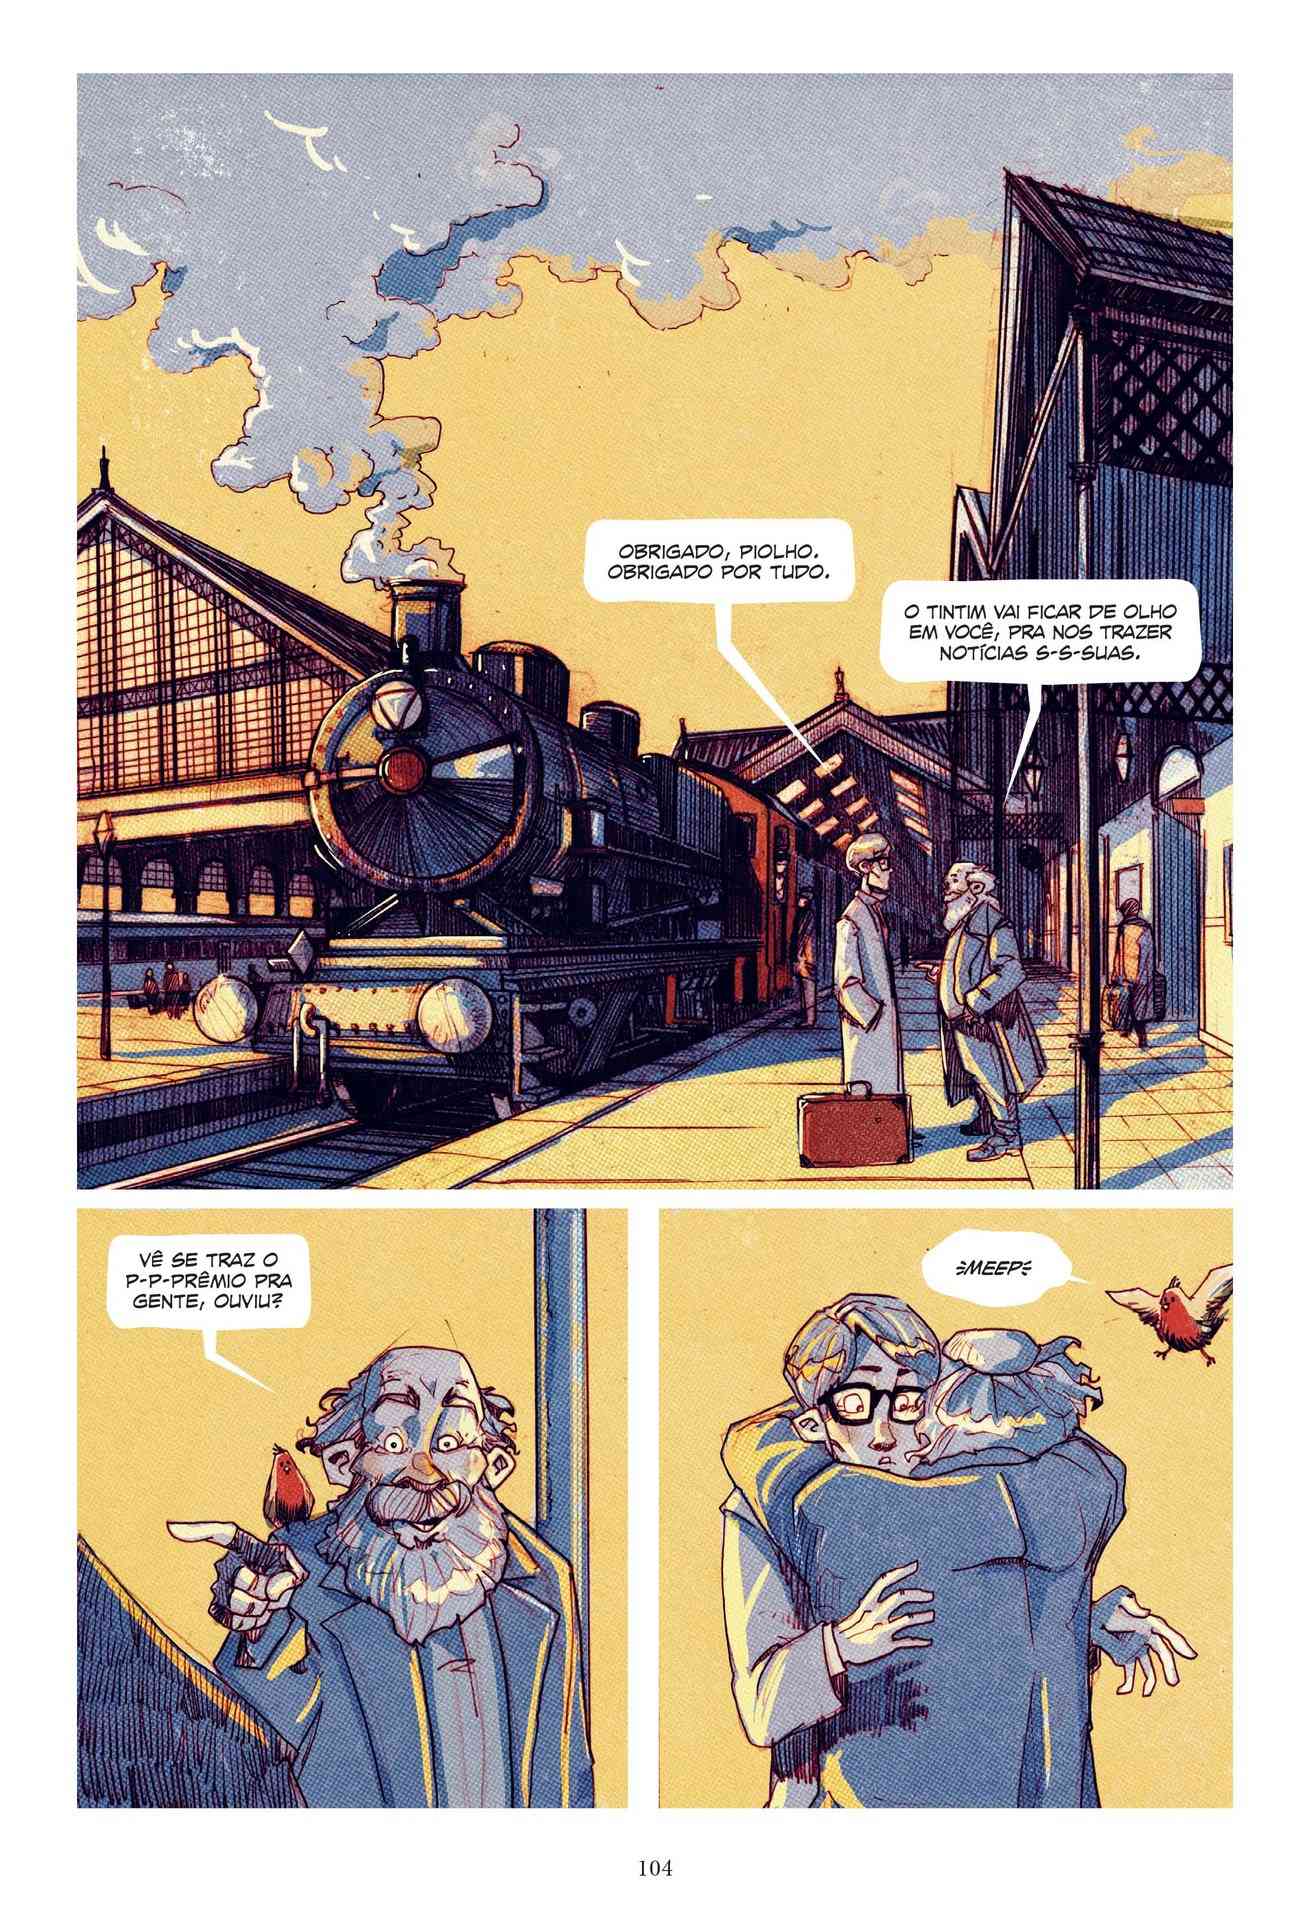 OBRIGADO, PIOLHO.
OBRIGADO POR TUDO.
O TINTIM VAI FICAR DE OLHO
EM VOCÊ, PRA NOS TRAZER
NOTÍCIAS S-S-SUAS.
VÊ SE TRAZ O
P-P-PRÊMIO PRA
GENTE, OUVIU?
MEEP
104